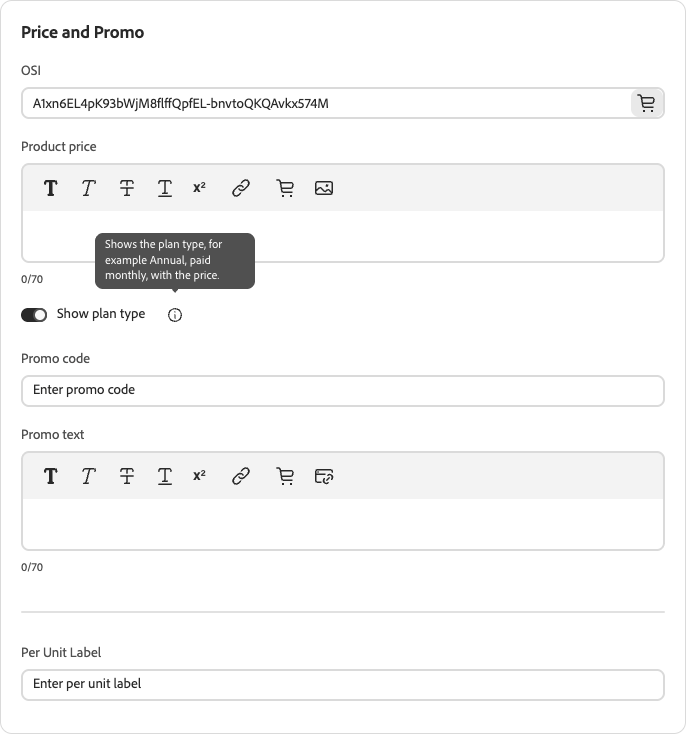 Price and Promo
OSI
A1xn6EL4pK93bWjM8flffQpfEL-bnvtoQKQAvkx574M
Product price
T T T T x²
Shows the plan type, for
example Annual, paid
monthly, with the price.
0/70
Show plan type
Promo code
Enter promo code
Promo text
T T T T x²
0/70
Per Unit Label
Enter per unit label